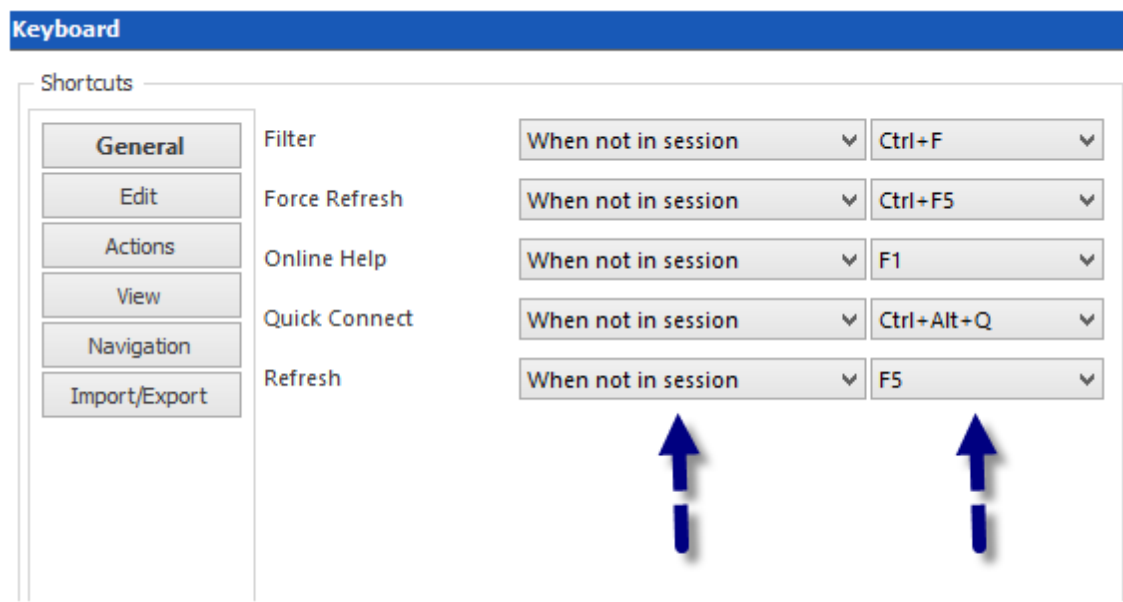 Keyboard
Shortcuts
General
Edit
Actions
View
Navigation
Import/Export
Filter When not in session Ctrl+F
Force Refresh When not in session Ctrl+F5
Online Help When not in session F1
Quick Connect When not in session Ctrl+Alt+Q
Refresh When not in session F5